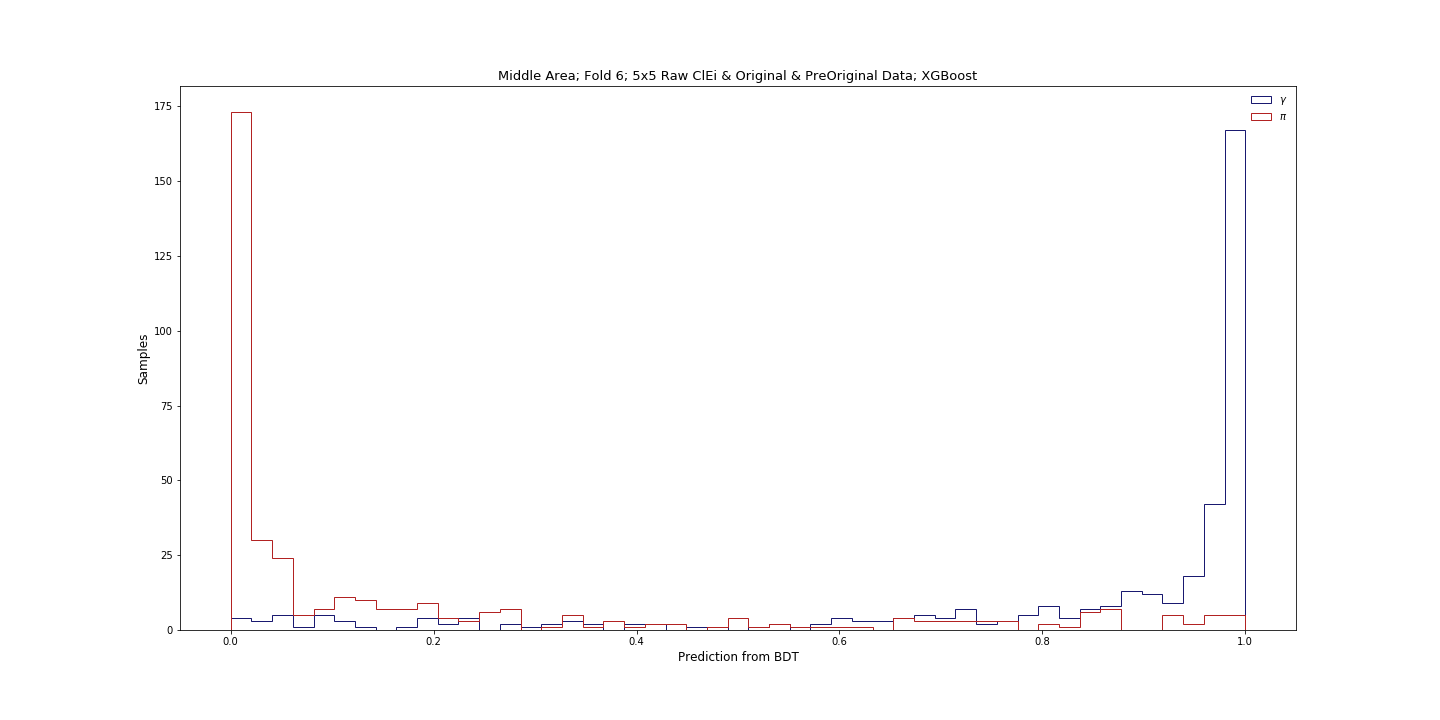 Middle Area; Fold 6; 5x5 Raw ClEi & Original & PreOriginal Data; XGBoost
γ
π
175
150
125
100
75
50
25
0
Samples
0.0 0.2 0.4 0.6 0.8 1.0
Prediction from BDT